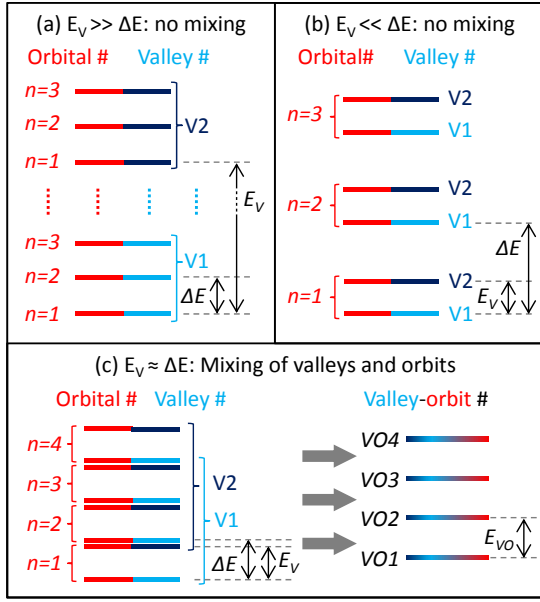 (a) E_V >> ΔE: no mixing
Orbital # Valley #
n=3
n=2 V2
n=1
E_V
n=3
V1
n=2
ΔE
n=1
(b) E_V << ΔE: no mixing
Orbital# Valley #
V2
n=3
V1
V2
n=2
V1
ΔE
V2
n=1 E_V
V1
(c) E_V ≈ ΔE: Mixing of valleys and orbits
Orbital # Valley #
n=4
n=3 V2
n=2 V1
n=1 ΔE E_V
Valley-orbit #
VO4
VO3
VO2
E_VO
VO1